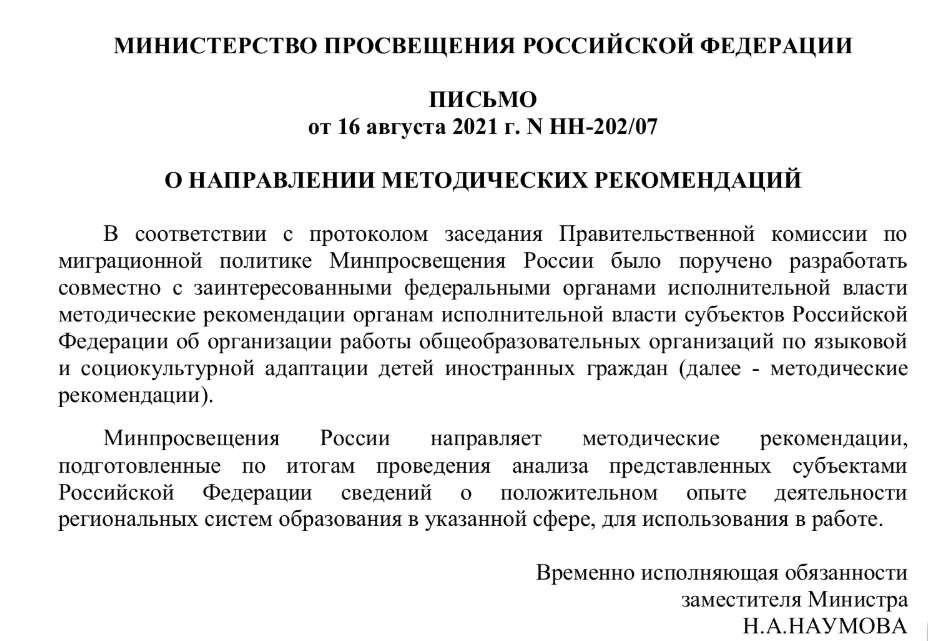 МИНИСТЕРСТВО ПРОСВЕЩЕНИЯ РОССИЙСКОЙ ФЕДЕРАЦИИ
ПИСЬМО
от 16 августа 2021 г. N НН-202/07
О НАПРАВЛЕНИИ МЕТОДИЧЕСКИХ РЕКОМЕНДАЦИЙ
В соответствии с протоколом заседания Правительственной комиссии по
миграционной политике Минпросвещения России было поручено разработать
совместно с заинтересованными федеральными органами исполнительной власти
методические рекомендации органам исполнительной власти субъектов Российской
Федерации об организации работы общеобразовательных организаций по языковой
и социокультурной адаптации детей иностранных граждан (далее - методические
рекомендации).
Минпросвещения России направляет методические рекомендации,
подготовленные по итогам проведения анализа представленных субъектами
Российской Федерации сведений о положительном опыте деятельности
региональных систем образования в указанной сфере, для использования в работе.
Временно исполняющая обязанности
заместителя Министра
Н.А.НАУМОВА